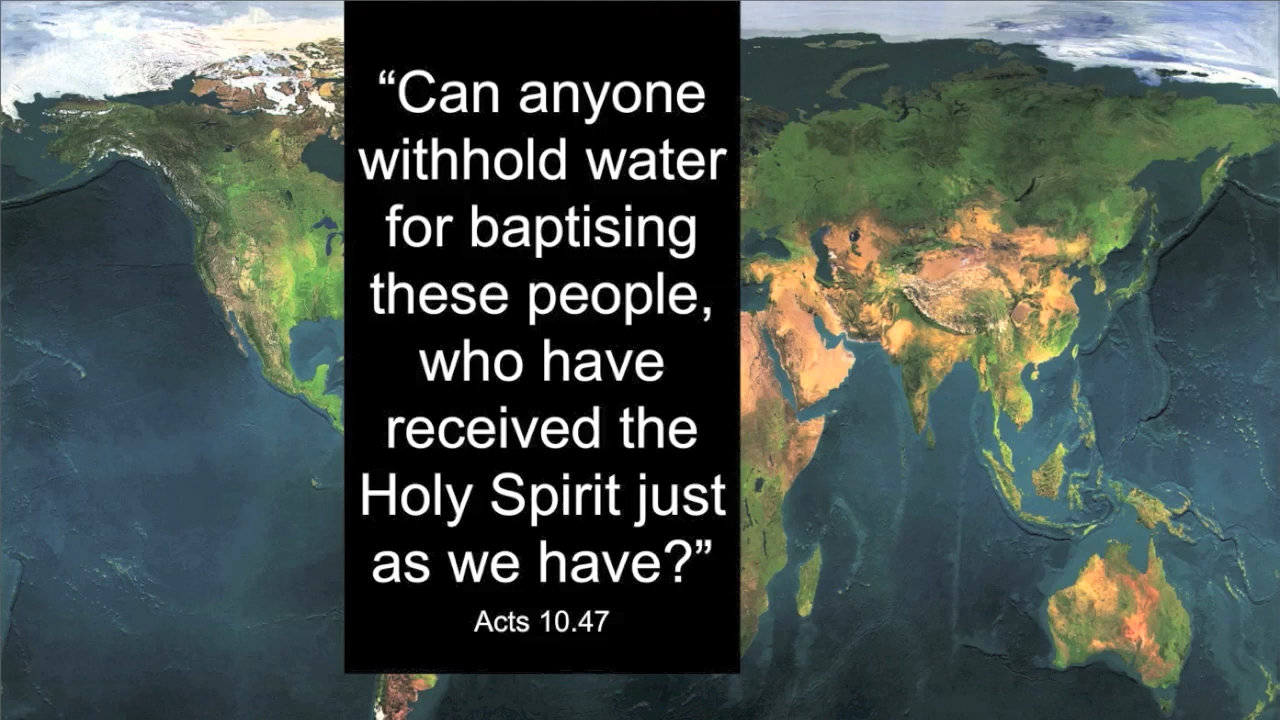 “Can anyone
withhold water
for baptising
these people,
who have
received the
Holy Spirit just
as we have?”
Acts 10.47